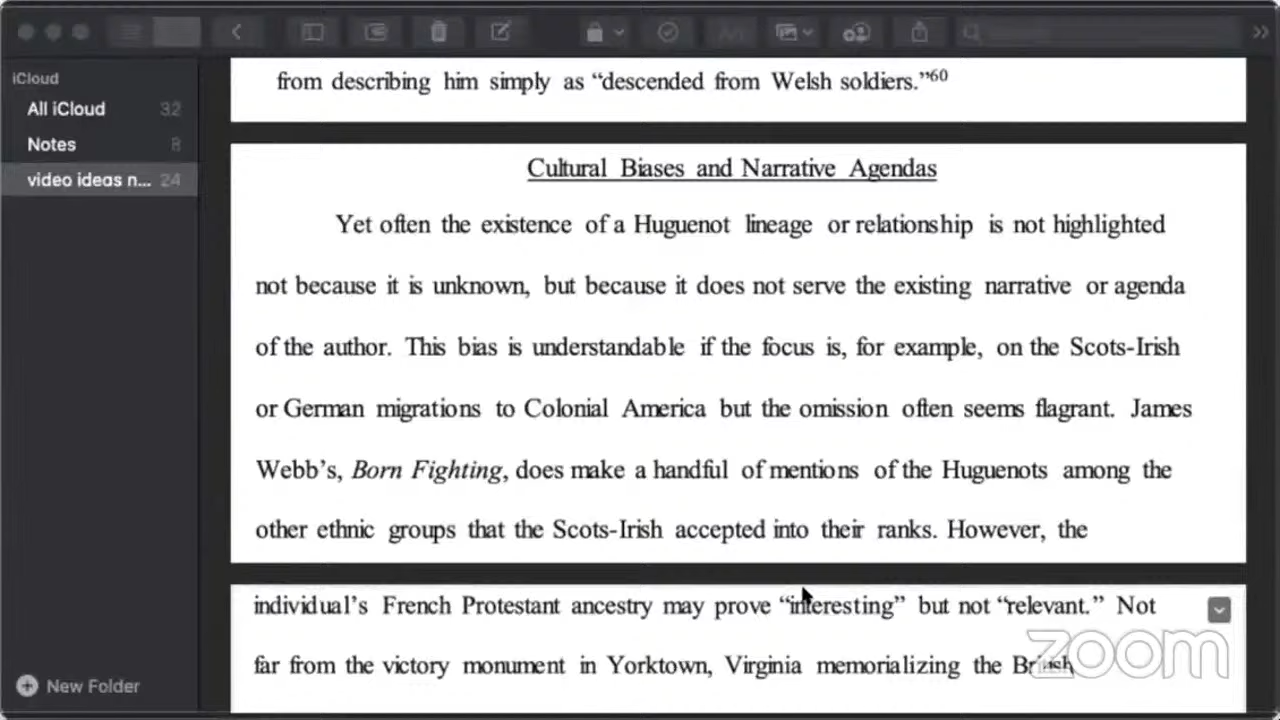 iCloud
All iCloud 32
Notes 8
video ideas n... 24
New Folder
from describing him simply as “descended from Welsh soldiers.”60
Cultural Biases and Narrative Agendas
Yet often the existence of a Huguenot lineage or relationship is not highlighted
not because it is unknown, but because it does not serve the existing narrative or agenda
of the author. This bias is understandable if the focus is, for example, on the Scots-Irish
or German migrations to Colonial America but the omission often seems flagrant. James
Webb’s, Born Fighting, does make a handful of mentions of the Huguenots among the
other ethnic groups that the Scots-Irish accepted into their ranks. However, the
individual’s French Protestant ancestry may prove “interesting” but not “relevant.” Not
far from the victory monument in Yorktown, Virginia memorializing the British
zoom